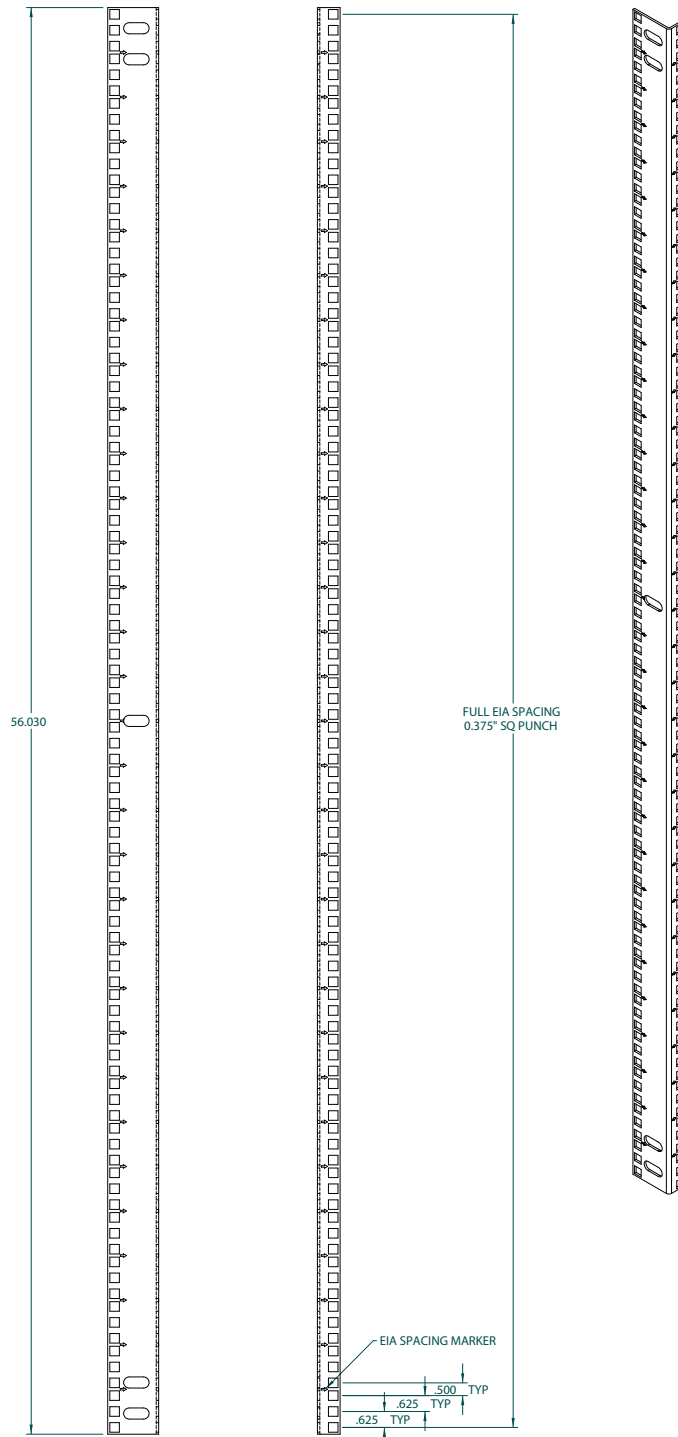 56.030
FULL EIA SPACING
0.375" SQ PUNCH
EIA SPACING MARKER
.500 TYP
.625 TYP
.625 TYP